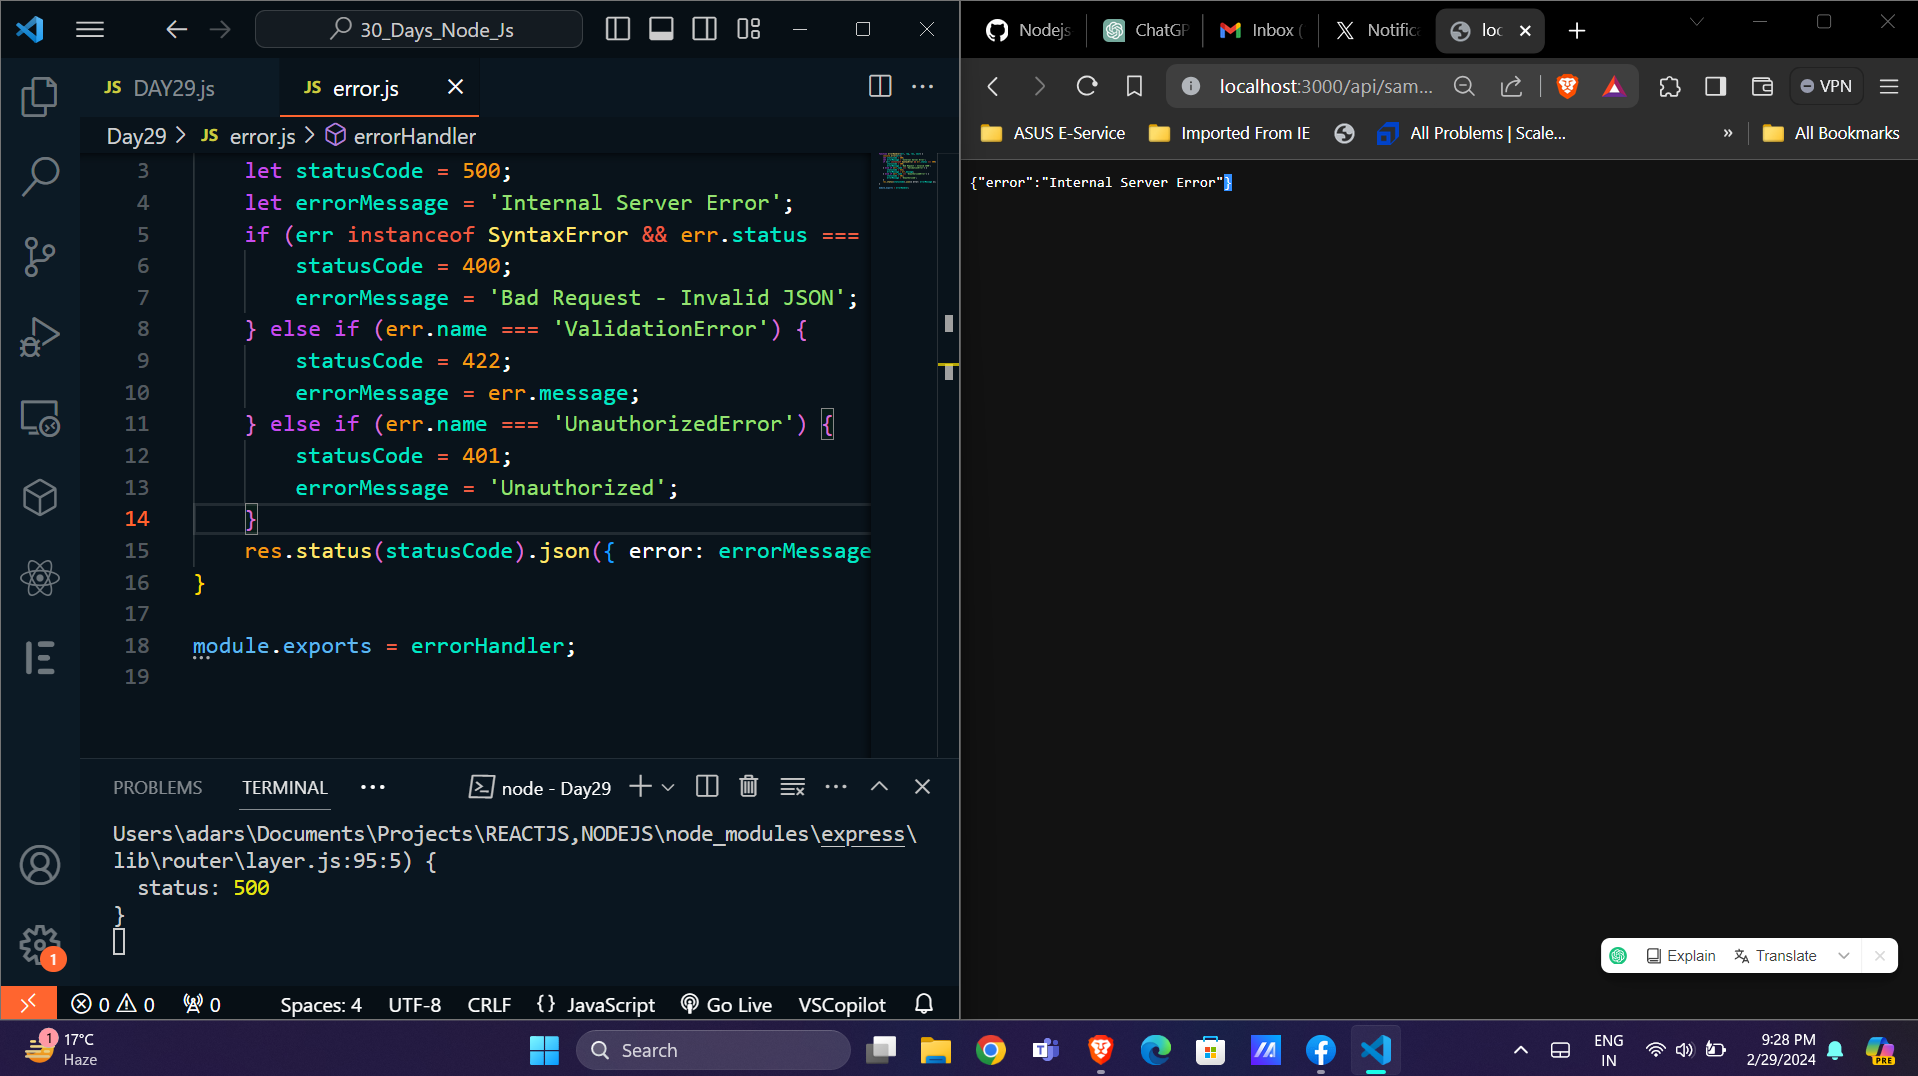 30_Days_Node_Js
JS DAY29.js
JS error.js
Day29 > JS error.js > errorHandler
3 let statusCode = 500;
4 let errorMessage = 'Internal Server Error';
5 if (err instanceof SyntaxError && err.status ===
6 statusCode = 400;
7 errorMessage = 'Bad Request - Invalid JSON';
8 } else if (err.name === 'ValidationError') {
9 statusCode = 422;
10 errorMessage = err.message;
11 } else if (err.name === 'UnauthorizedError') {
12 statusCode = 401;
13 errorMessage = 'Unauthorized';
14 }
15 res.status(statusCode).json({ error: errorMessage
16 }
17
18 module.exports = errorHandler;
19
PROBLEMS TERMINAL ··· node - Day29
Users\adars\Documents\Projects\REACTJS,NODEJS\node_modules\express\
lib\router\layer.js:95:5) {
status: 500
}
1
0 0 0 Spaces: 4 UTF-8 CRLF {} JavaScript Go Live VSCopilot
Nodejs ChatGP Inbox ( Notific loc
localhost:3000/api/sam... VPN
ASUS E-Service Imported From IE All Problems | Scale... » All Bookmarks
{"error":"Internal Server Error"}
Explain Translate
1 17°C
Haze
Search
ENG
IN
9:28 PM
2/29/2024
PRE